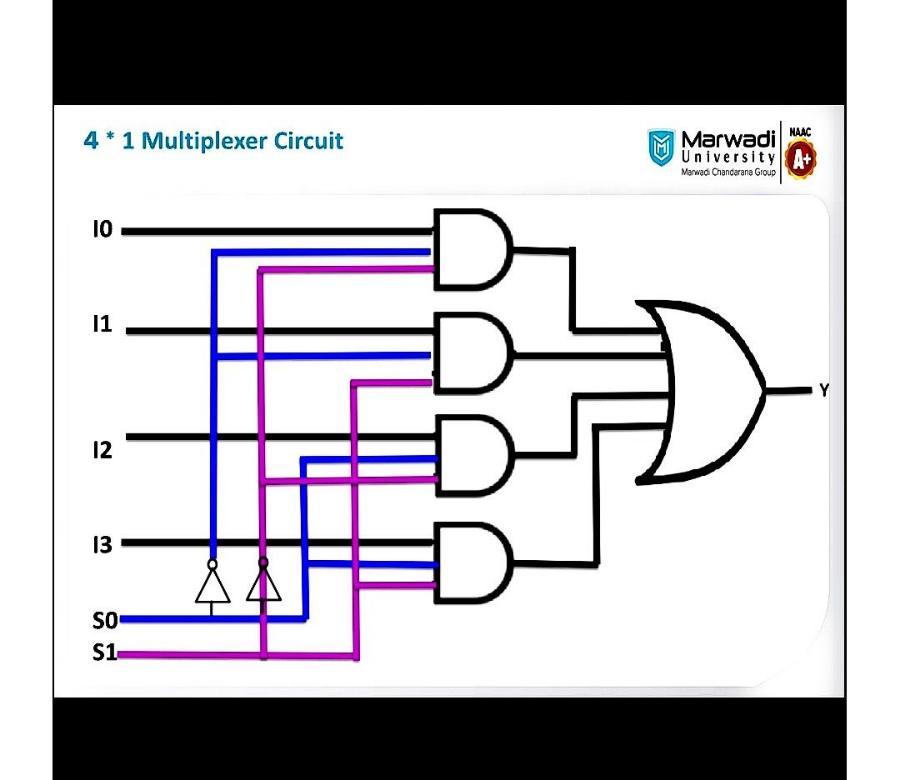 4 * 1 Multiplexer Circuit
Marwadi
University
Marwadi Chandarana Group
NAAC
A+
I0
I1
I2
I3
S0
S1
Y